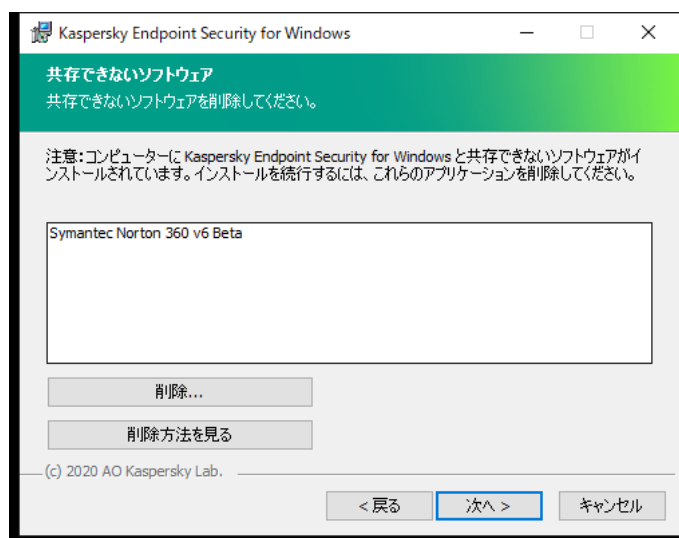 Kaspersky Endpoint Security for Windows
共存できないソフトウェア
共存できないソフトウェアを削除してください。
注意：コンピューターに Kaspersky Endpoint Security for Windows と共存できないソフトウェアがイ
ンストールされています。インストールを続行するには、これらのアプリケーションを削除してください。
Symantec Norton 360 v6 Beta
削除...
削除方法を見る
(c) 2020 AO Kaspersky Lab.
< 戻る
次へ >
キャンセル